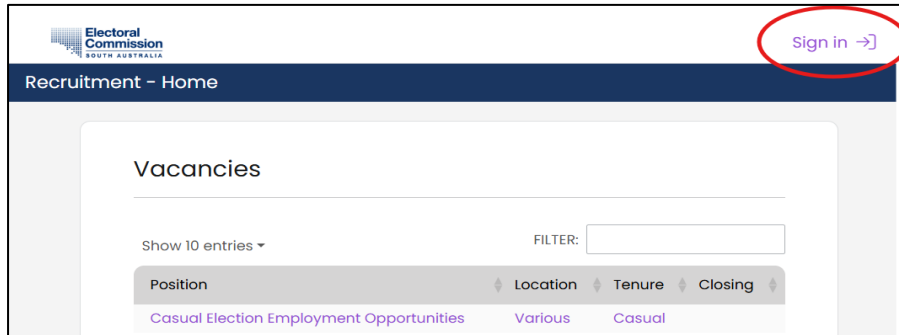 Electoral
Commission
SOUTH AUSTRALIA
Sign in
Recruitment - Home
Vacancies
Show 10 entries
FILTER:
Position Location Tenure Closing
Casual Election Employment Opportunities Various Casual